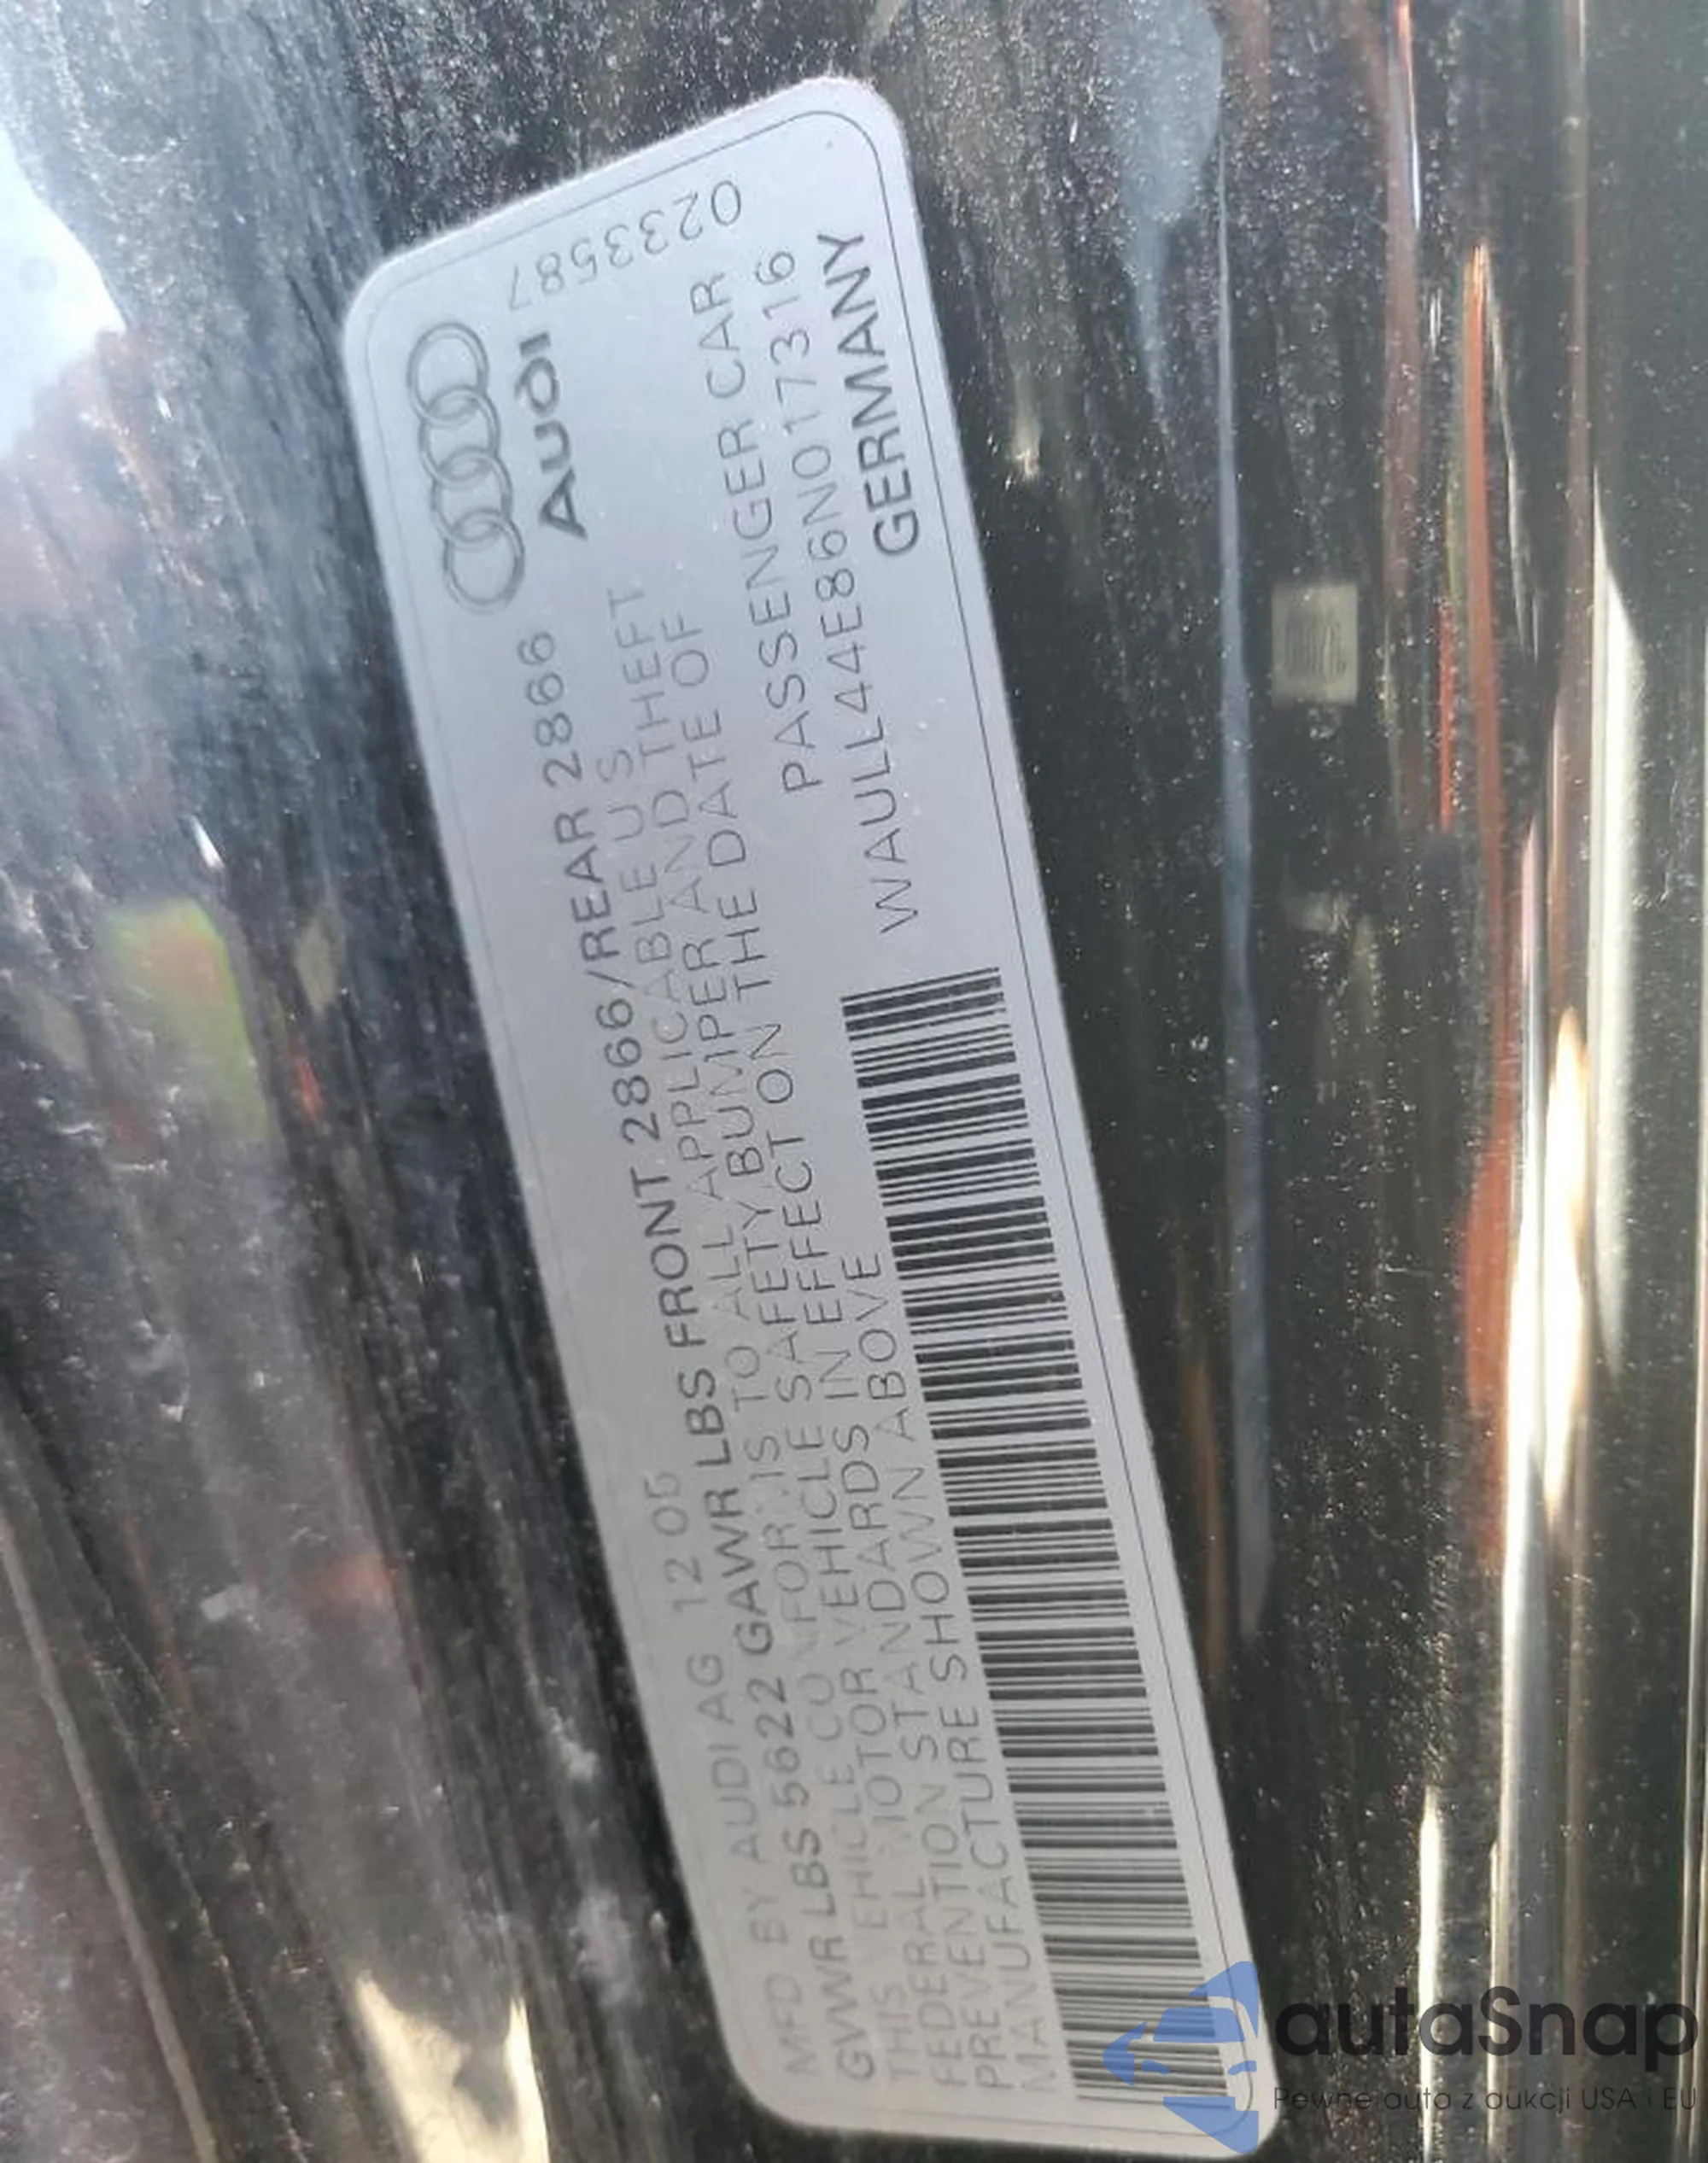 0233587
Audi
MFD BY AUDI AG 12 05
GVWR LBS 5622 GAWR LBS FRONT 2866/REAR 2866
THIS VEHICLE CONFORMS TO ALL APPLICABLE U S
FEDERAL MOTOR VEHICLE SAFETY BUMPER AND THEFT
PREVENTION STANDARDS IN EFFECT ON THE DATE OF
MANUFACTURE SHOWN ABOVE
PASSENGER CAR
WAULL44E86N017316
GERMANY
autaSnap
Pewne auta z aukcji USA i EU